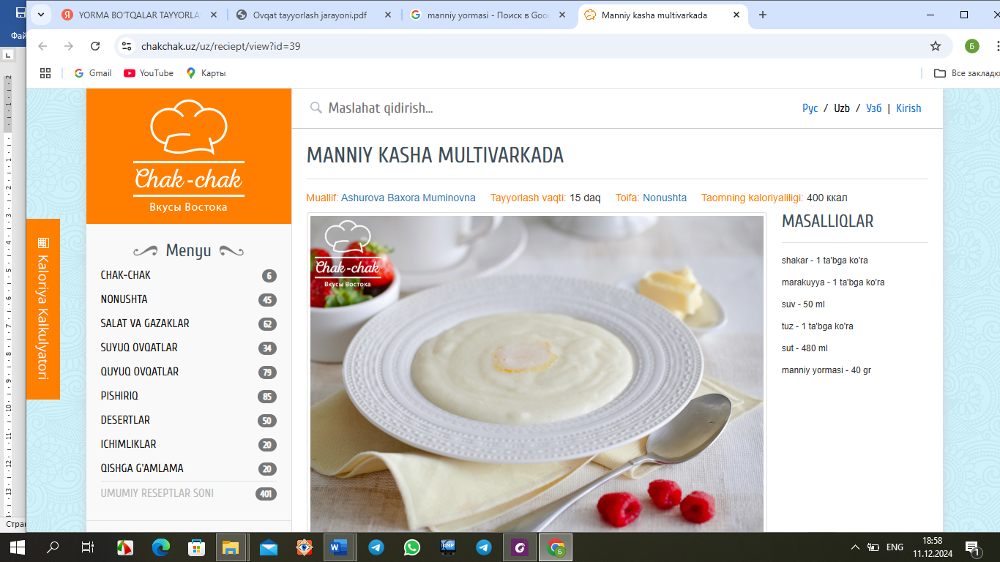 YORMA BO'TQALAR TAYYORLA
Ovqat tayyorlash jarayoni.pdf
manniy yormasi - Поиск в Goo
Manniy kasha multivarkada
Фай
chakchak.uz/uz/reciept/view?id=39
Б
Gmail
YouTube
Карты
Все закладки
Chak-chak
Вкусы Востока
Maslahat qidirish...
Рус / Uzb / Узб | Kirish
MANNIY KASHA MULTIVARKADA
Muallif: Ashurova Baxora Muminovna Tayyorlash vaqti: 15 daq Toifa: Nonushta Taomning kaloriyaliligi: 400 ккал
Kaloriya Kalkulyatori
Menyu
CHAK-CHAK 6
NONUSHTA 45
SALAT VA GAZAKLAR 62
SUYUQ OVQATLAR 34
QUYUQ OVQATLAR 79
PISHIRIQ 85
DESERTLAR 50
ICHIMLIKLAR 20
QISHGA G'AMLAMA 20
UMUMIY RESEPTLAR SONI 401
Chak-chak
Вкусы Востока
MASALLIQLAR
shakar - 1 ta'bga ko'ra
marakuyya - 1 ta'bga ko'ra
suv - 50 ml
tuz - 1 ta'bga ko'ra
sut - 480 ml
manniy yormasi - 40 gr
Стран
ENG
18:58
11.12.2024
1